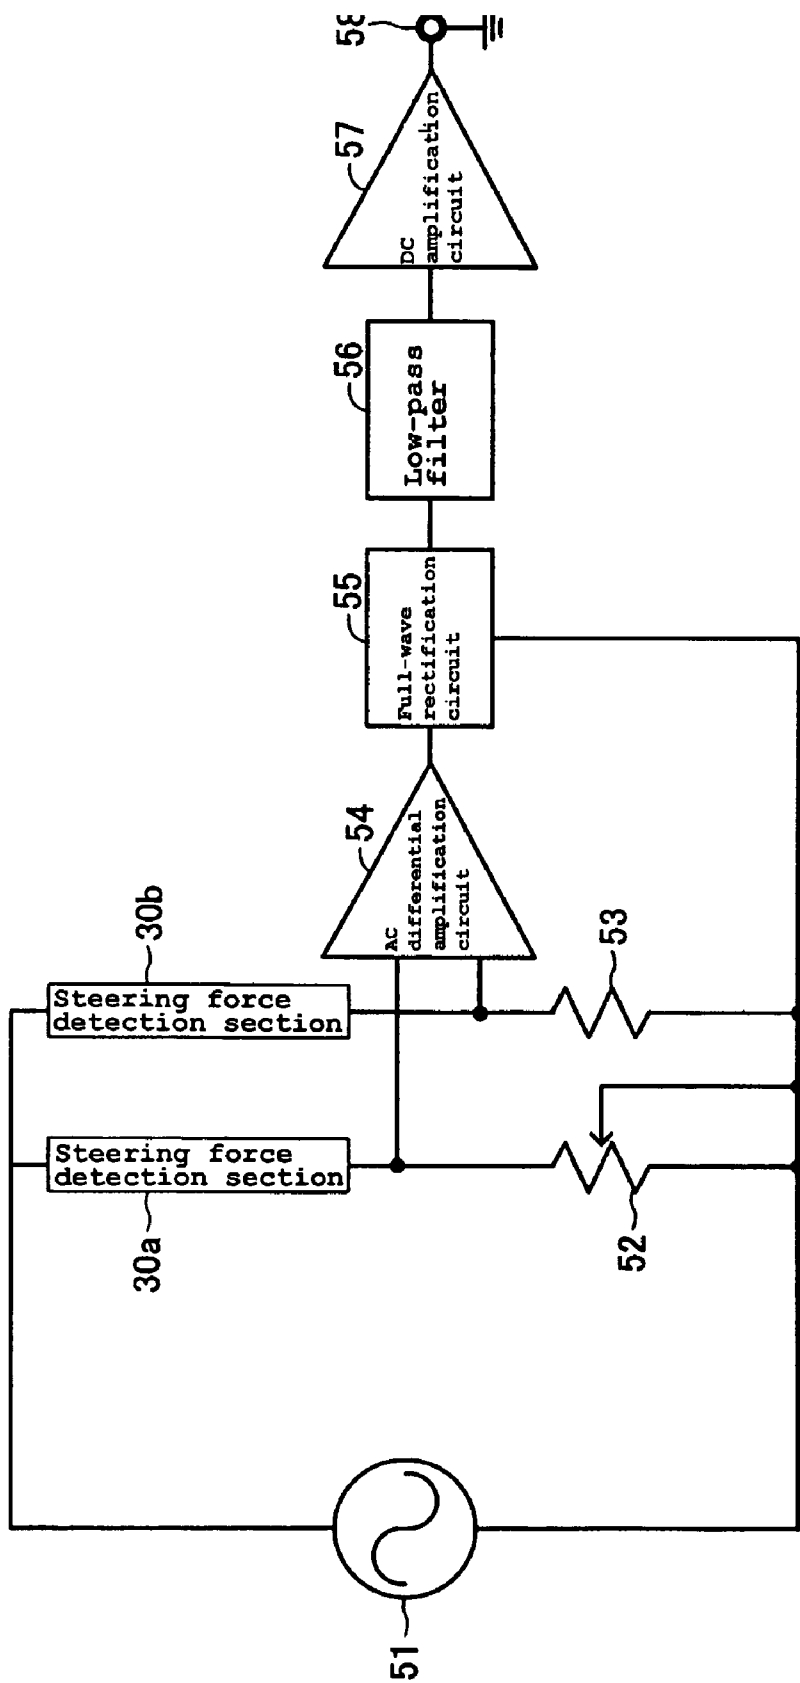 51
30a
Steering force
detection section
52
30b
Steering force
detection section
53
54
AC
differential
amplification
circuit
55
Full-wave
rectification
circuit
56
Low-pass
filter
57
DC
amplification
circuit
58